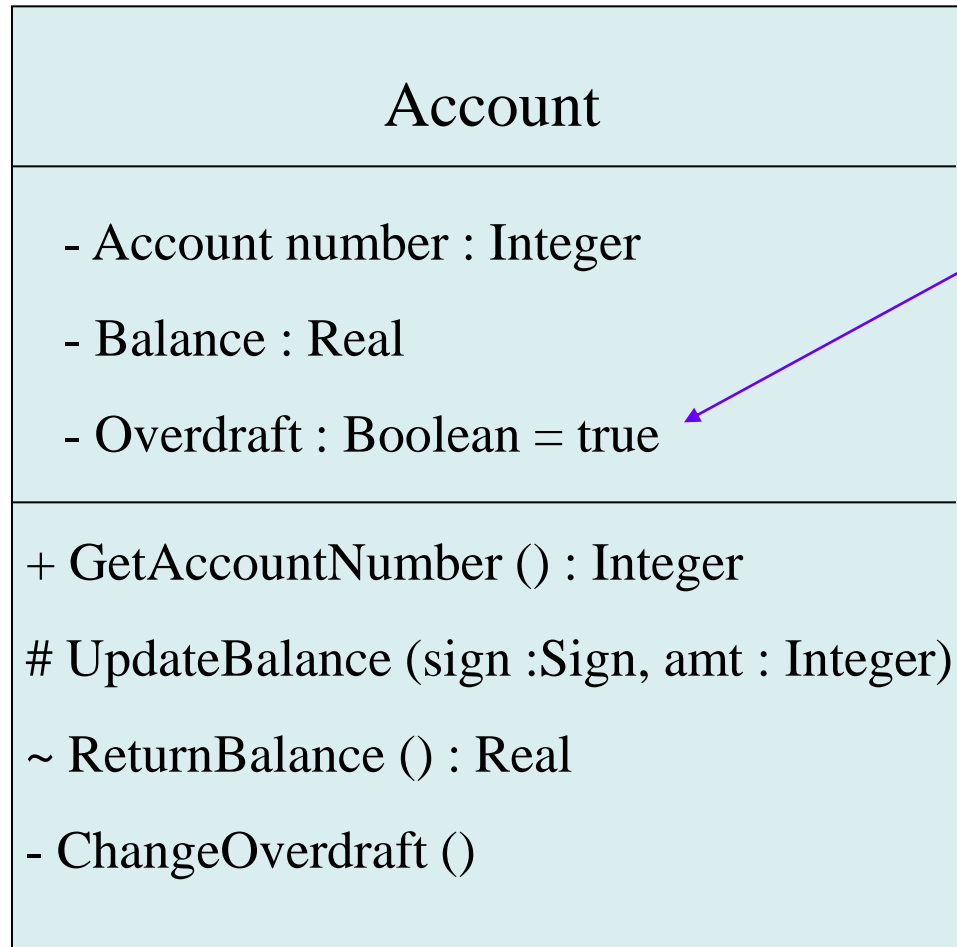 Account
- Account number : Integer
- Balance : Real
- Overdraft : Boolean = true
+ GetAccountNumber () : Integer
# UpdateBalance (sign :Sign, amt : Integer)
~ ReturnBalance () : Real
- ChangeOverdraft ()